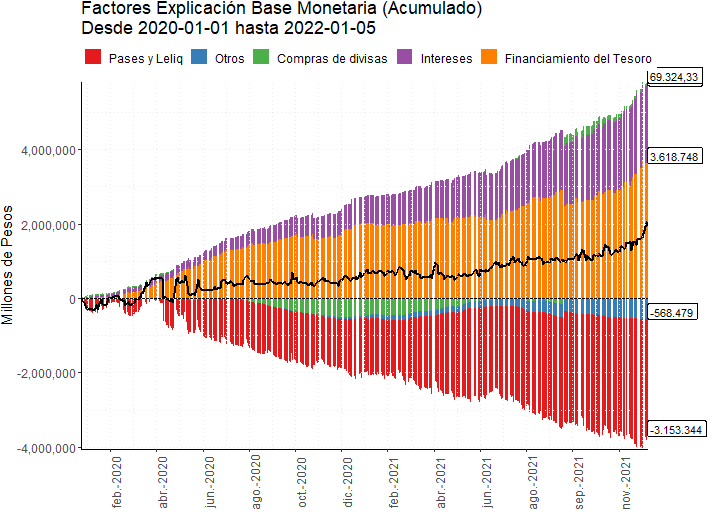 Factores Explicación Base Monetaria (Acumulado)
Desde 2020-01-01 hasta 2022-01-05
Pases y Leliq Otros Compras de divisas Intereses Financiamiento del Tesoro
Millones de Pesos
4,000,000
2,000,000
0
-2,000,000
-4,000,000
69.324,33
3.618.748
-568.479
-3.153.344
feb.-2020
abr.-2020
jun.-2020
ago.-2020
oct.-2020
dic.-2020
feb.-2021
abr.-2021
jun.-2021
ago.-2021
sep.-2021
nov.-2021